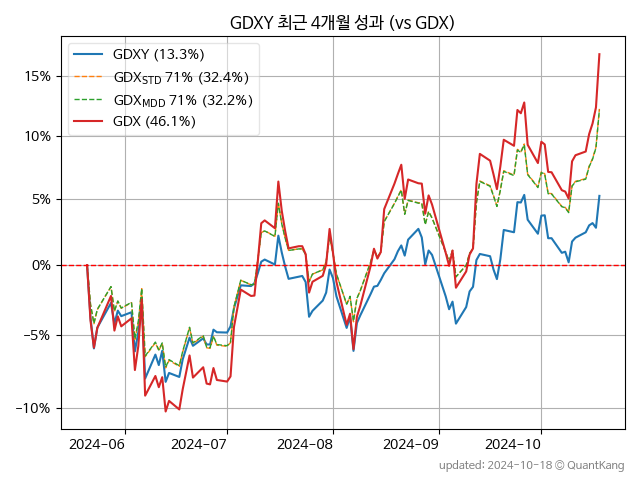 GDXY 최근 4개월 성과 (vs GDX)
GDXY (13.3%)
GDX_STD 71% (32.4%)
GDX_MDD 71% (32.2%)
GDX (46.1%)
15%
10%
5%
0%
−5%
−10%
2024-06 2024-07 2024-08 2024-09 2024-10
updated: 2024-10-18 © QuantKang